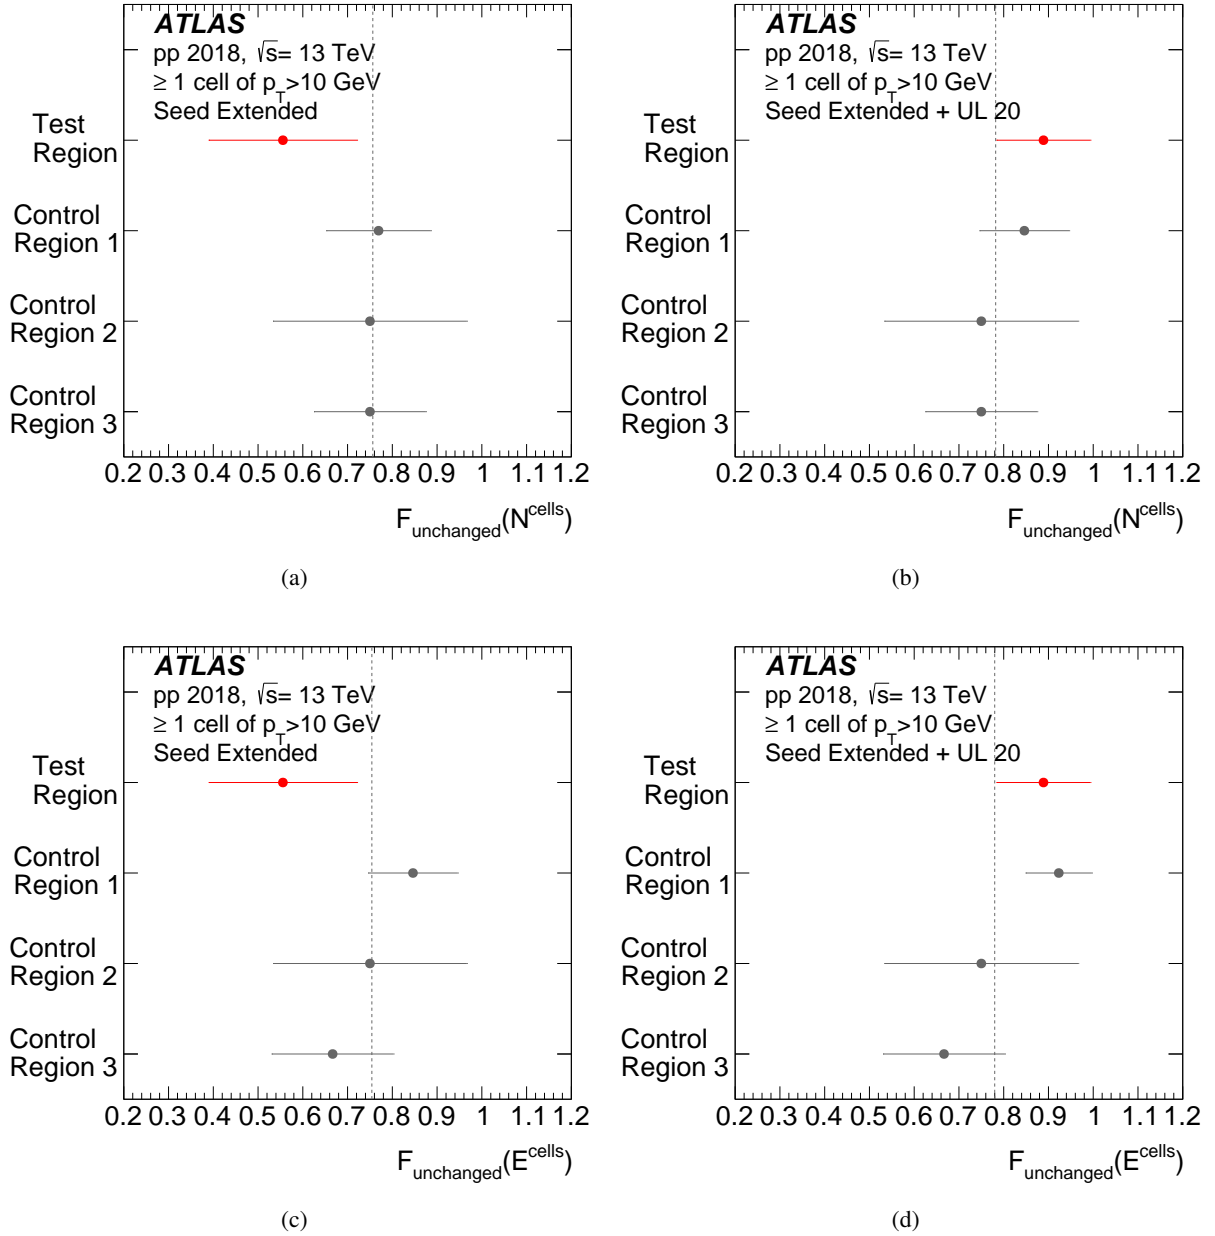 ATLAS
pp 2018, √s= 13 TeV
≥ 1 cell of p_T>10 GeV
Seed Extended
Test
Region
Control
Region 1
Control
Region 2
Control
Region 3
0.2 0.3 0.4 0.5 0.6 0.7 0.8 0.9 1 1.1 1.2
F_unchanged(N^cells)
(a)
ATLAS
pp 2018, √s= 13 TeV
≥ 1 cell of p_T>10 GeV
Seed Extended + UL 20
Test
Region
Control
Region 1
Control
Region 2
Control
Region 3
0.2 0.3 0.4 0.5 0.6 0.7 0.8 0.9 1 1.1 1.2
F_unchanged(N^cells)
(b)
ATLAS
pp 2018, √s= 13 TeV
≥ 1 cell of p_T>10 GeV
Seed Extended
Test
Region
Control
Region 1
Control
Region 2
Control
Region 3
0.2 0.3 0.4 0.5 0.6 0.7 0.8 0.9 1 1.1 1.2
F_unchanged(E^cells)
(c)
ATLAS
pp 2018, √s= 13 TeV
≥ 1 cell of p_T>10 GeV
Seed Extended + UL 20
Test
Region
Control
Region 1
Control
Region 2
Control
Region 3
0.2 0.3 0.4 0.5 0.6 0.7 0.8 0.9 1 1.1 1.2
F_unchanged(E^cells)
(d)